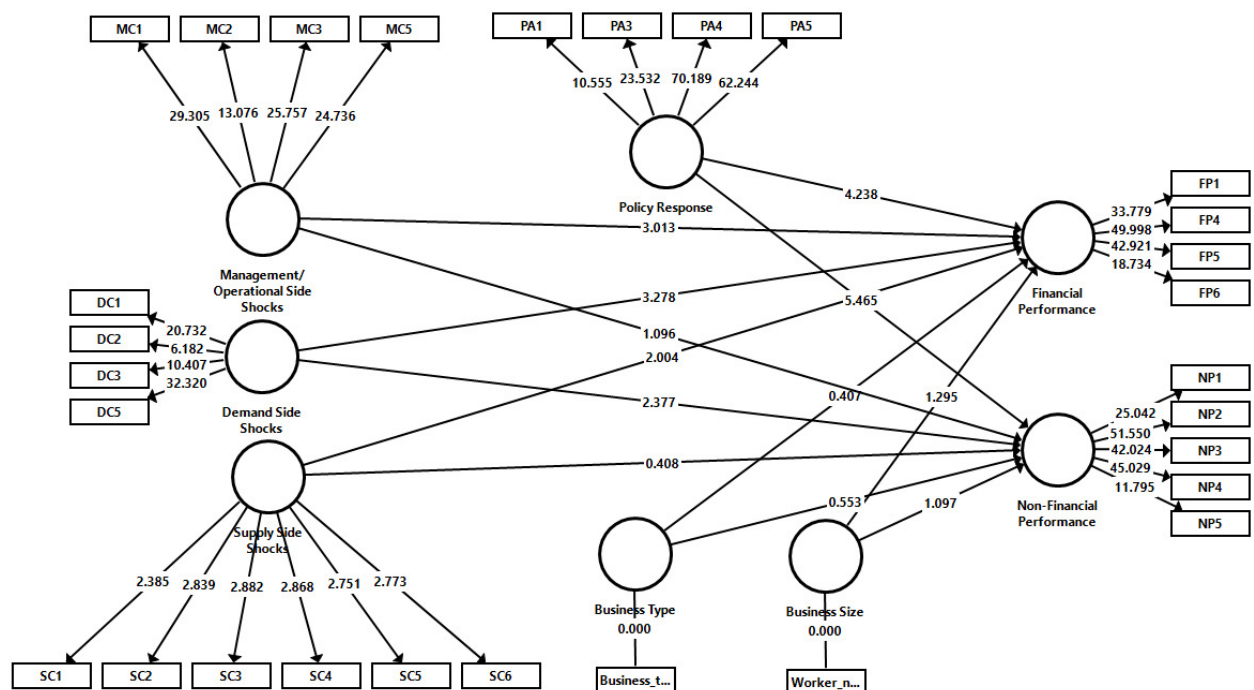 MC1 MC2 MC3 MC5
PA1 PA3 PA4 PA5
10.555 23.532 70.189 62.244
29.305 13.076 25.757 24.736
Policy Response
4.238
3.013
FP1
33.779
FP4
49.998
FP5
42.921
FP6
18.734
Financial
Performance
Management/
Operational Side
Shocks
DC1
20.732
DC2
6.182
DC3
10.407
DC5
32.320
Demand Side
Shocks
3.278
5.465
1.096
2.004
2.377
0.407
1.295
0.408
NP1
25.042
NP2
51.550
NP3
42.024
NP4
45.029
NP5
11.795
Non-Financial
Performance
0.553
1.097
Supply Side
Shocks
2.385 2.839 2.882 2.868 2.751 2.773
SC1 SC2 SC3 SC4 SC5 SC6
Business Type
0.000
Business_t...
Business Size
0.000
Worker_n...